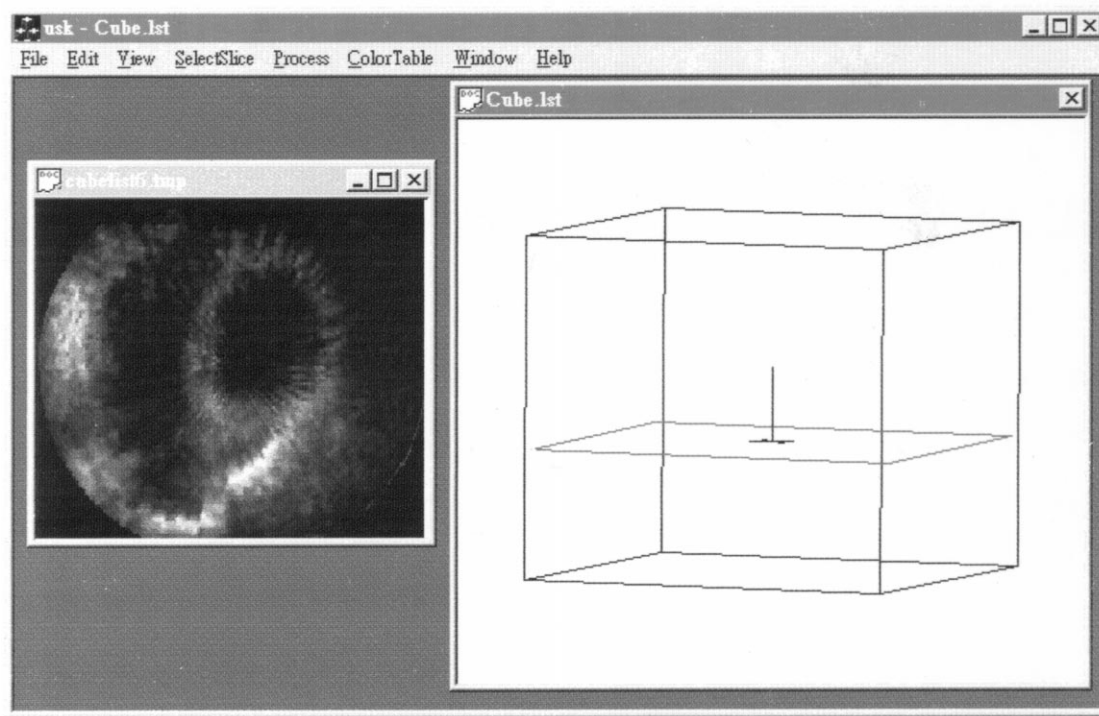 usk - Cube.lst
File Edit View SelectSlice Process ColorTable Window Help
Cube.lst
cubelist6.tmp